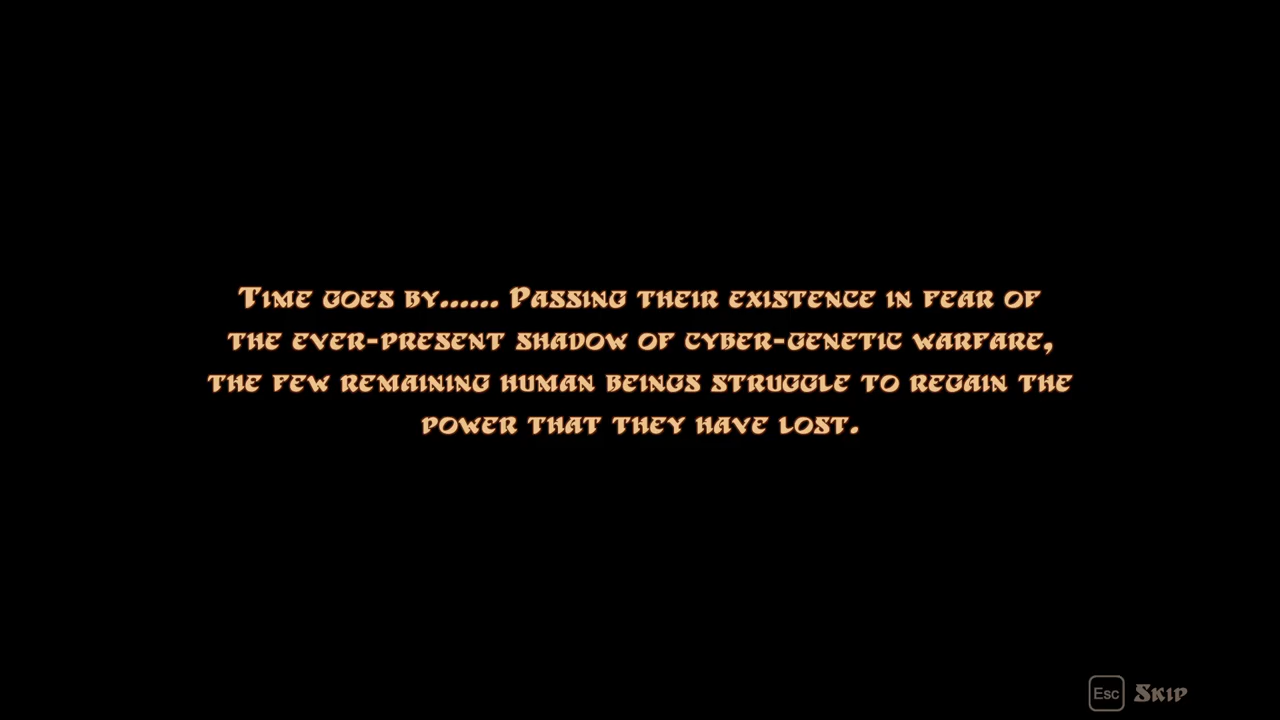 Time goes by...... Passing their existence in fear of
the ever-present shadow of cyber-genetic warfare,
the few remaining human beings struggle to regain the
power that they have lost.
Esc Skip